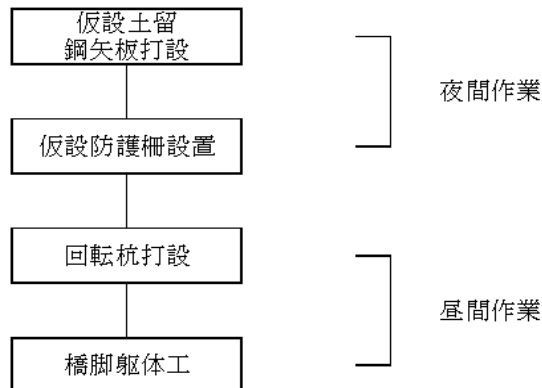 仮設土留
鋼矢板打設
夜間作業
仮設防護柵設置
回転杭打設
昼間作業
橋脚躯体工